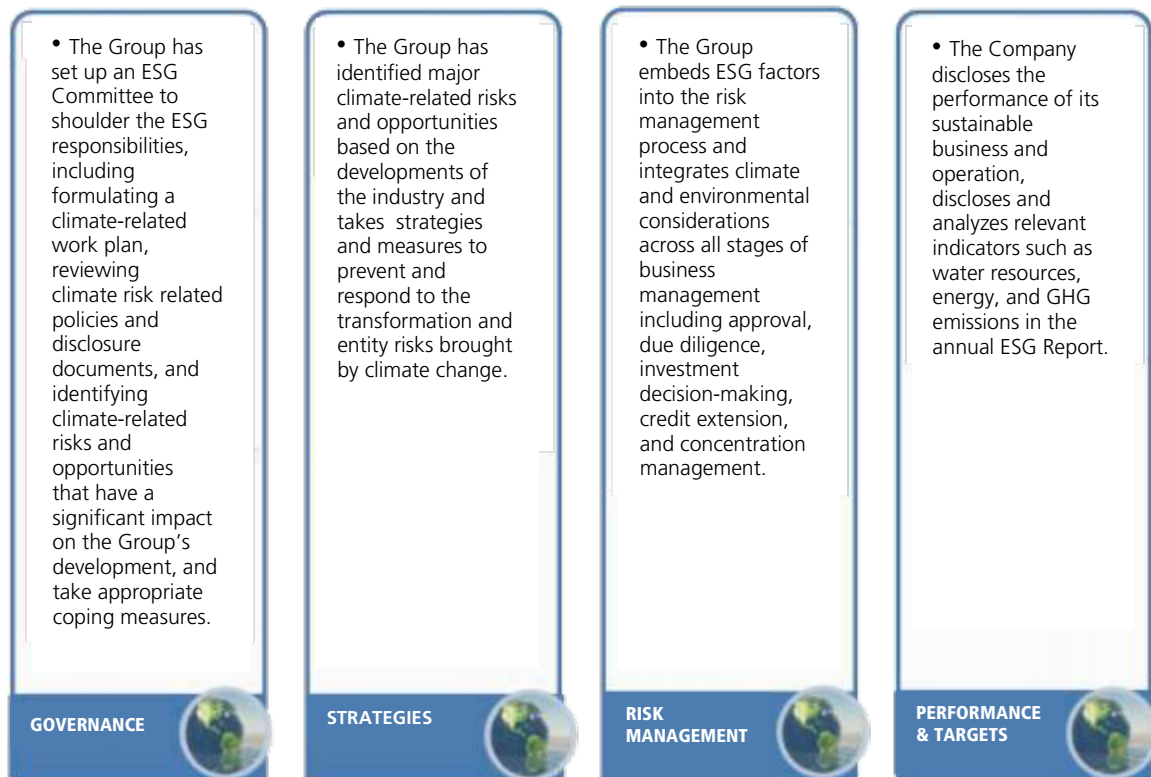 • The Group has
set up an ESG
Committee to
shoulder the ESG
responsibilities,
including
formulating a
climate-related
work plan,
reviewing
climate risk related
policies and
disclosure
documents, and
identifying
climate-related
risks and
opportunities
that have a
significant impact
on the Group's
development, and
take appropriate
coping measures.
GOVERNANCE
• The Group has
identified major
climate-related risks
and opportunities
based on the
developments of
the industry and
takes strategies
and measures to
prevent and
respond to the
transformation and
entity risks brought
by climate change.
STRATEGIES
• The Group
embeds ESG factors
into the risk
management
process and
integrates climate
and environmental
considerations
across all stages of
business
management
including approval,
due diligence,
investment
decision-making,
credit extension,
and concentration
management.
RISK
MANAGEMENT
• The Company
discloses the
performance of its
sustainable
business and
operation,
discloses and
analyzes relevant
indicators such as
water resources,
energy, and GHG
emissions in the
annual ESG Report.
PERFORMANCE
& TARGETS